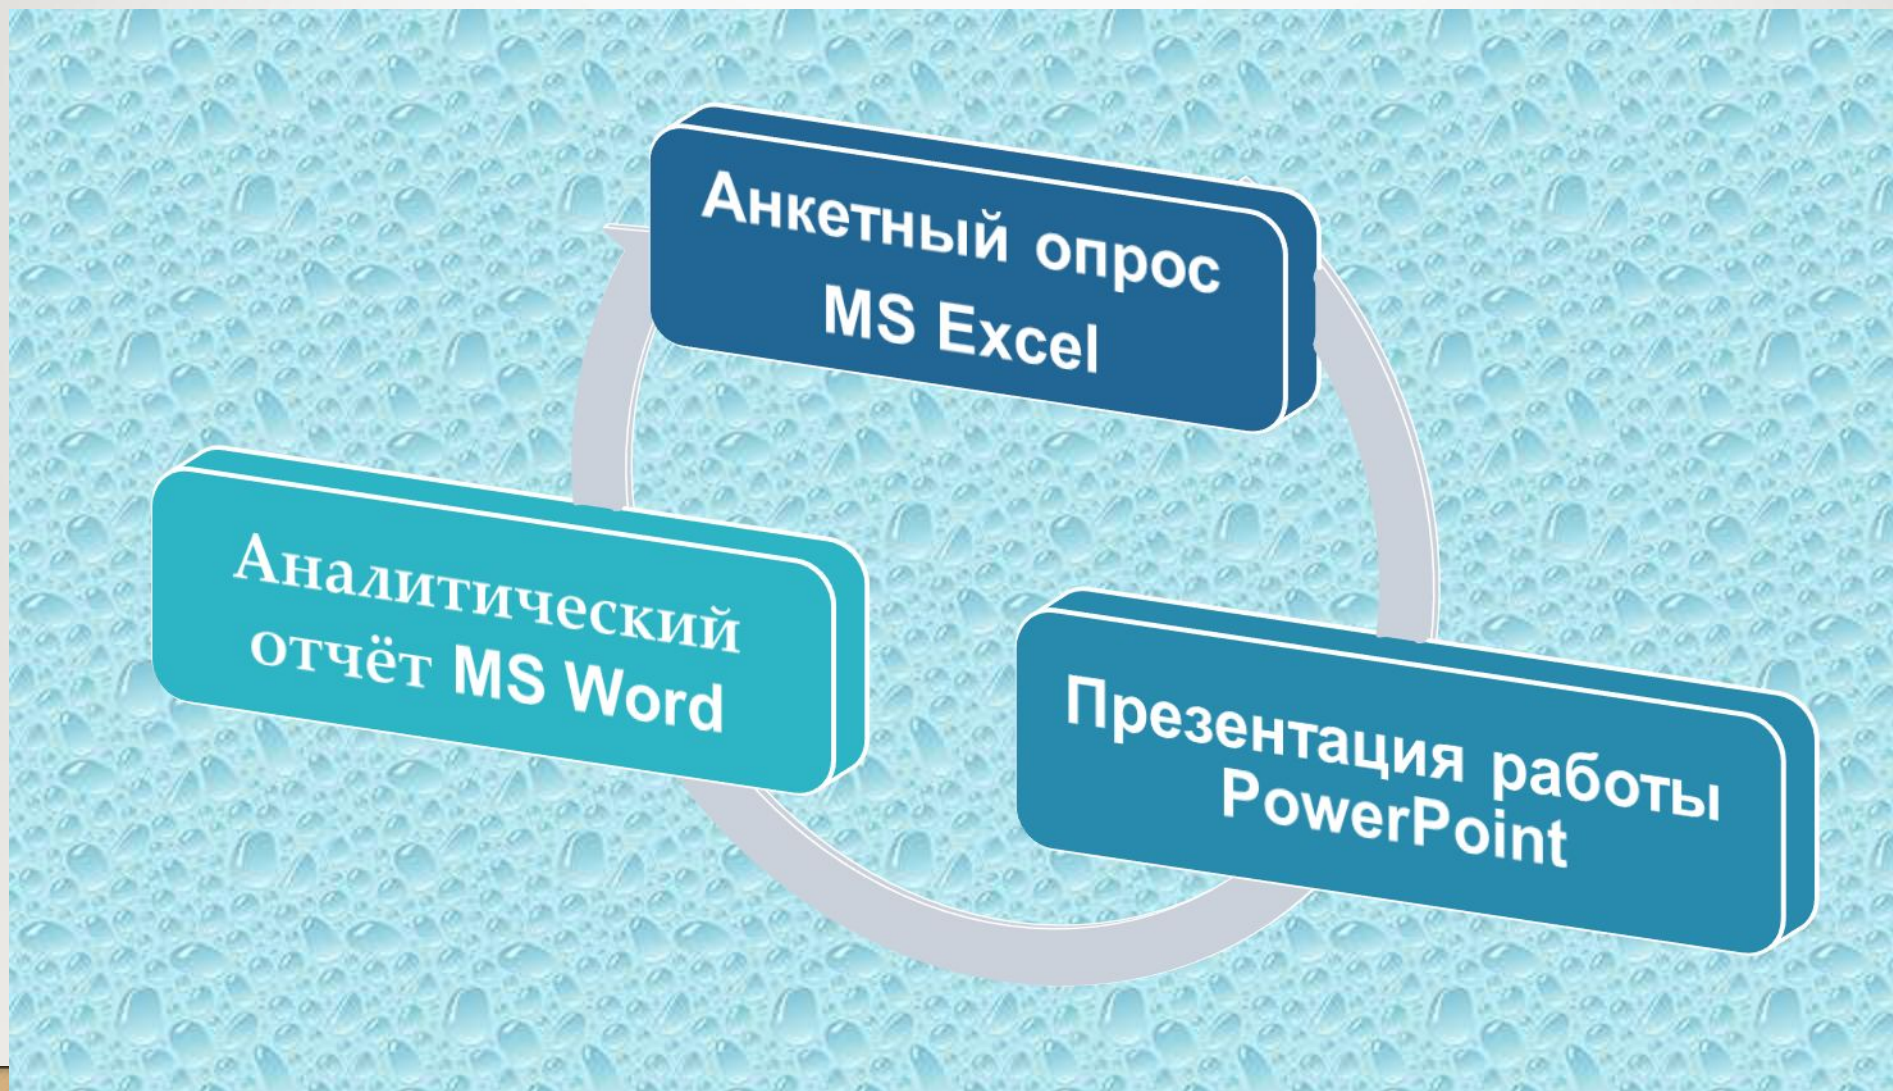 Анкетный опрос
MS Excel
Аналитический
отчёт MS Word
Презентация работы
PowerPoint